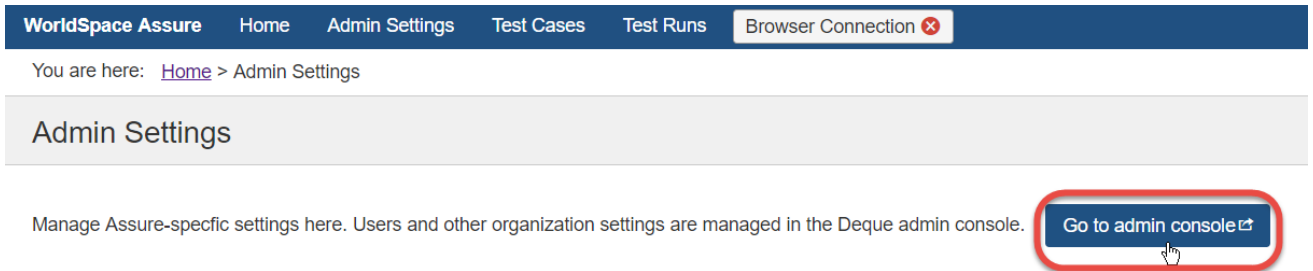 WorldSpace Assure Home Admin Settings Test Cases Test Runs Browser Connection
You are here: Home > Admin Settings
Admin Settings
Manage Assure-specfic settings here. Users and other organization settings are managed in the Deque admin console. Go to admin console